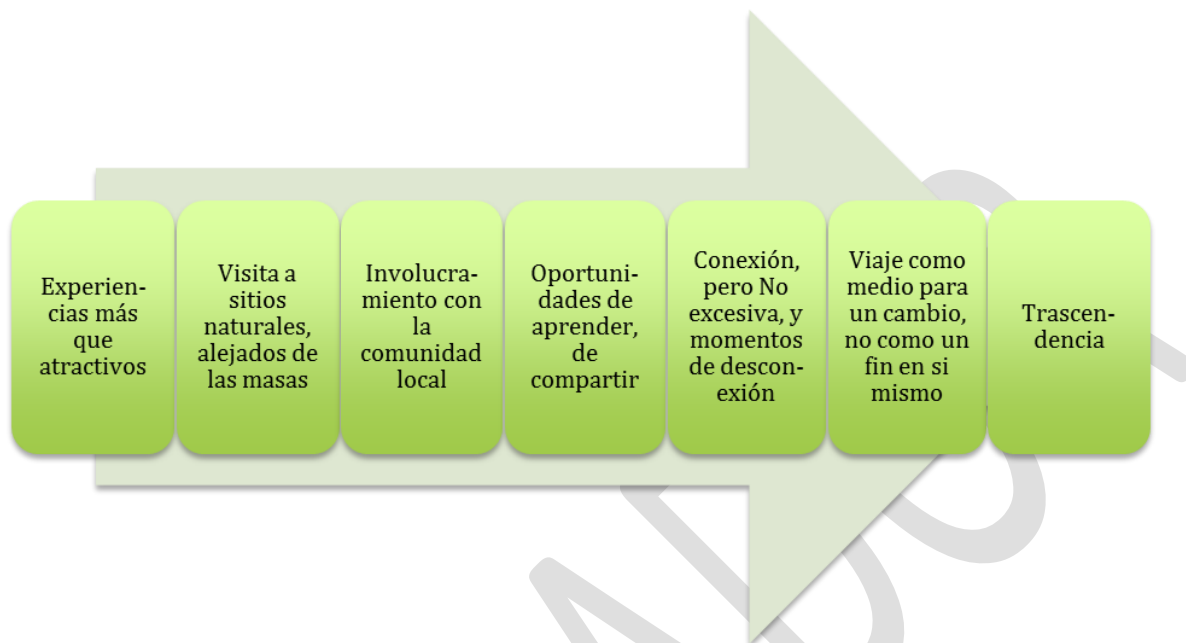 Experien-
cias más
que
atractivos
Visita a
sitios
naturales,
alejados de
las masas
Involucra-
miento con
la
comunidad
local
Oportuni-
dades de
aprender,
de
compartir
Conexión,
pero No
excesiva, y
momentos
de descon-
exión
Viaje como
medio para
un cambio,
no como un
fin en si
mismo
Trascen-
dencia